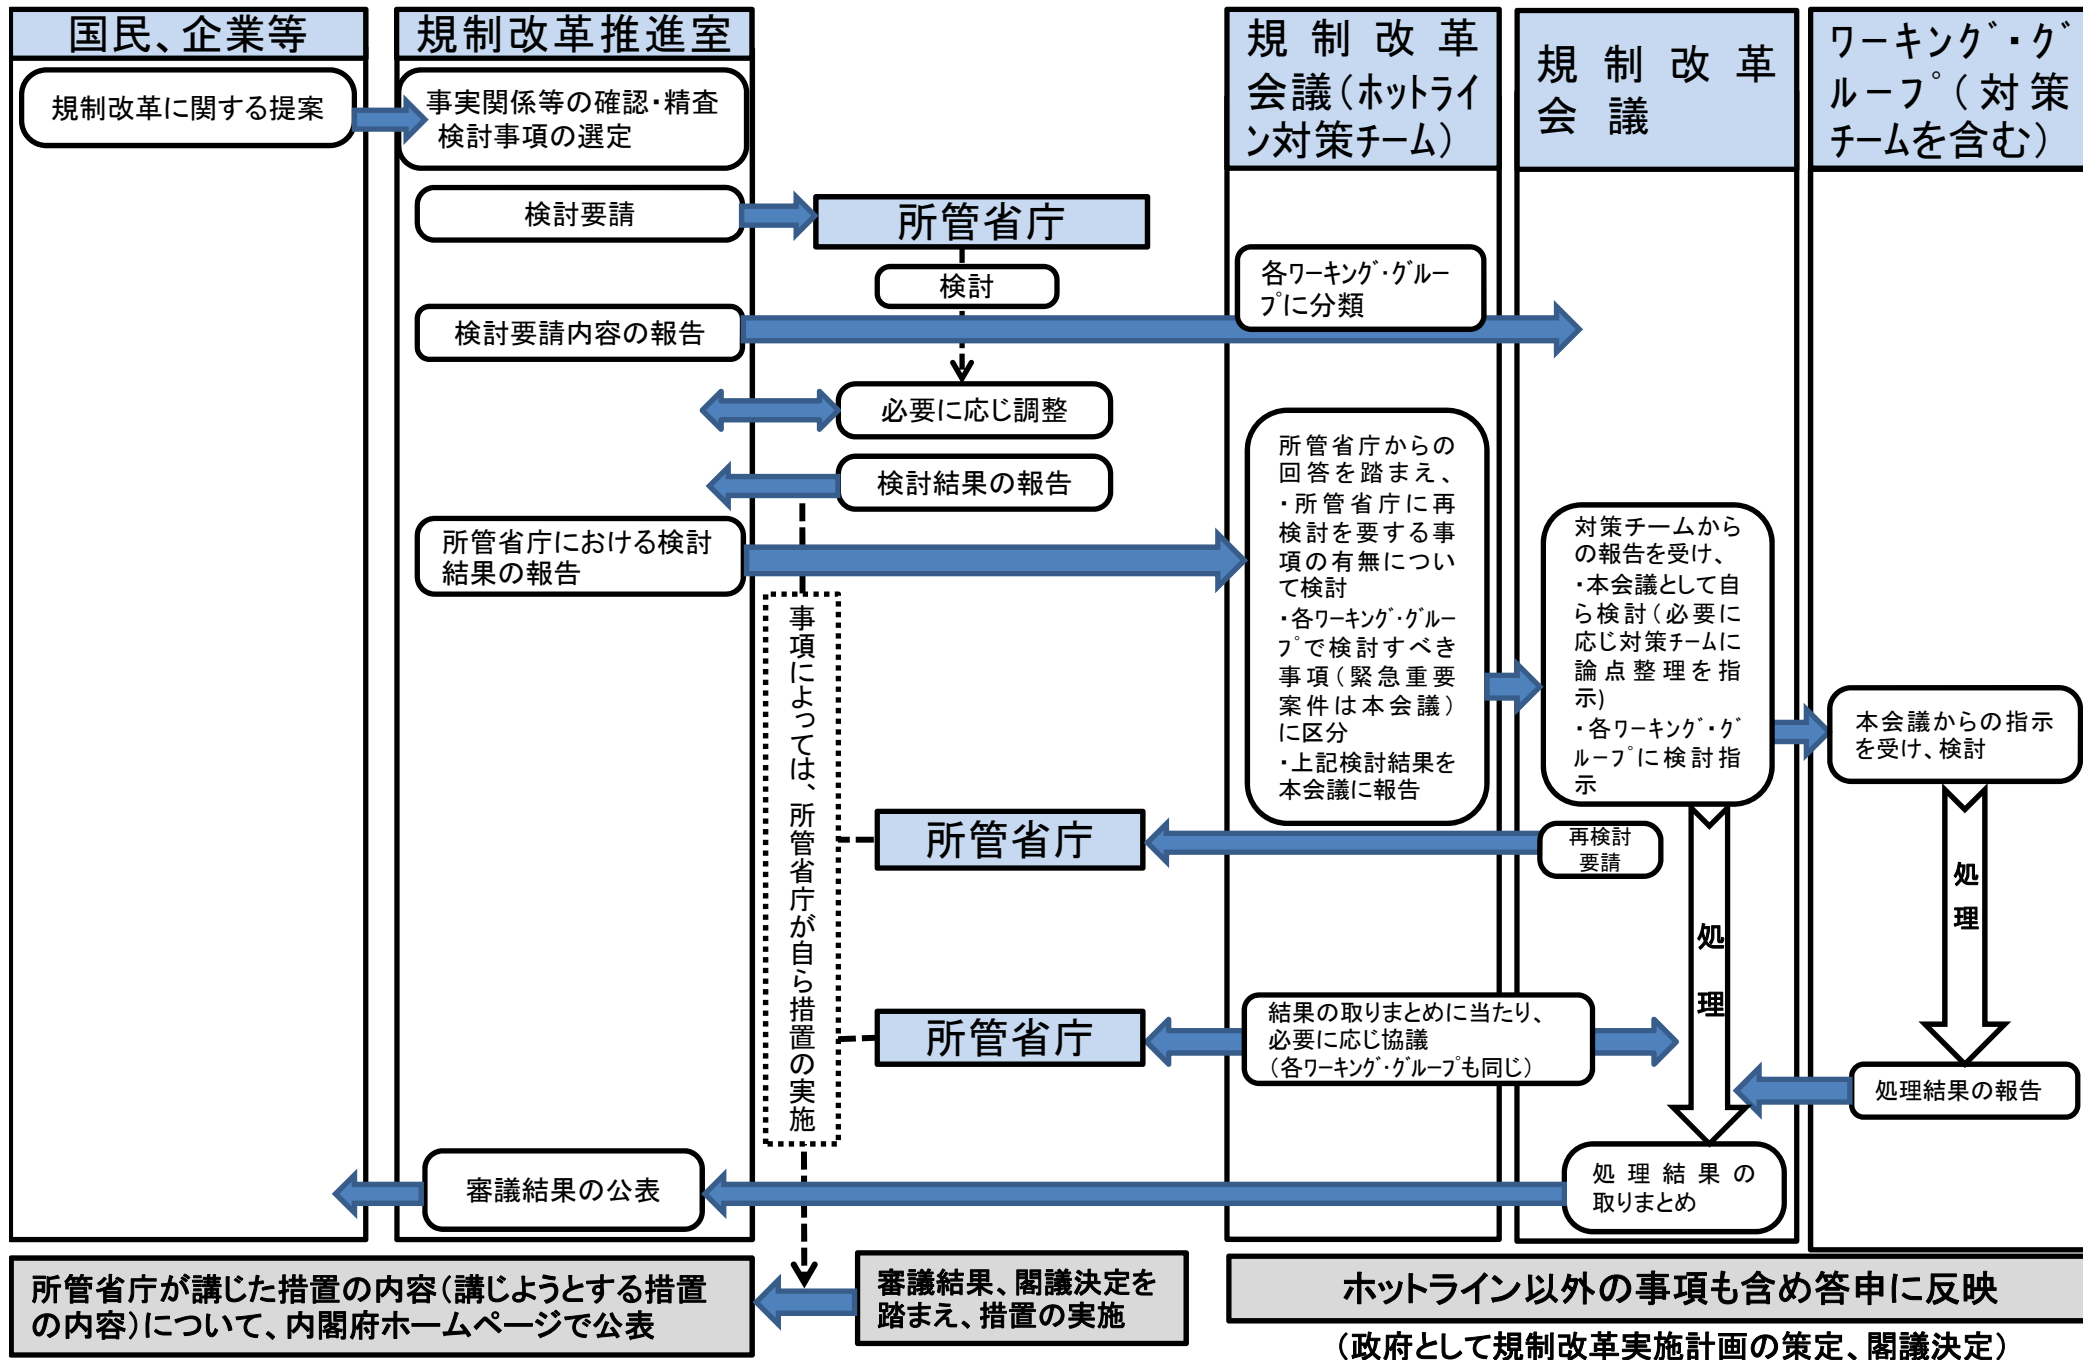 国民、企業等
規制改革推進室
規制改革
会議（ホットライ
ン対策チーム）
規制改革
会議
ワーキング・グ
ループ（対策
チームを含む）
規制改革に関する提案
事実関係等の確認・精査
検討事項の選定
検討要請
所管省庁
検討
各ワーキング・グルー
プに分類
検討要請内容の報告
必要に応じ調整
検討結果の報告
所管省庁における検討
結果の報告
所管省庁からの
回答を踏まえ、
・所管省庁に再
検討を要する事
項の有無につい
て検討
・各ワーキング・グルー
プで検討すべき
事項（緊急重要
案件は本会議）
に区分
・上記検討結果を
本会議に報告
対策チームから
の報告を受け、
・本会議として自
ら検討（必要に
応じ対策チームに
論点整理を指
示)
・各ワーキング・グ
ループに検討指
示
本会議からの指示
を受け、検討
事項によっては、所管省庁が自ら措置の実施
所管省庁
再検討
要請
処理
処理
所管省庁
結果の取りまとめに当たり、
必要に応じ協議
（各ワーキング・グループも同じ）
処理結果の報告
審議結果の公表
処理結果の
取りまとめ
所管省庁が講じた措置の内容（講じようとする措置
の内容）について、内閣府ホームページで公表
審議結果、閣議決定を
踏まえ、措置の実施
ホットライン以外の事項も含め答申に反映
（政府として規制改革実施計画の策定、閣議決定）